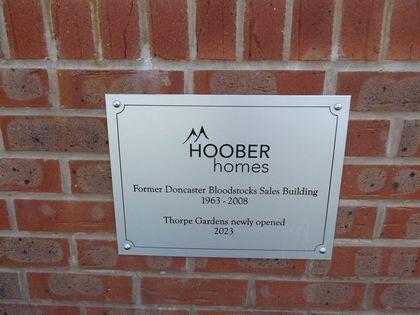 HOOBER
homes
Former Doncaster Bloodstocks Sales Building
1963 - 2008
Thorpe Gardens newly opened
2023